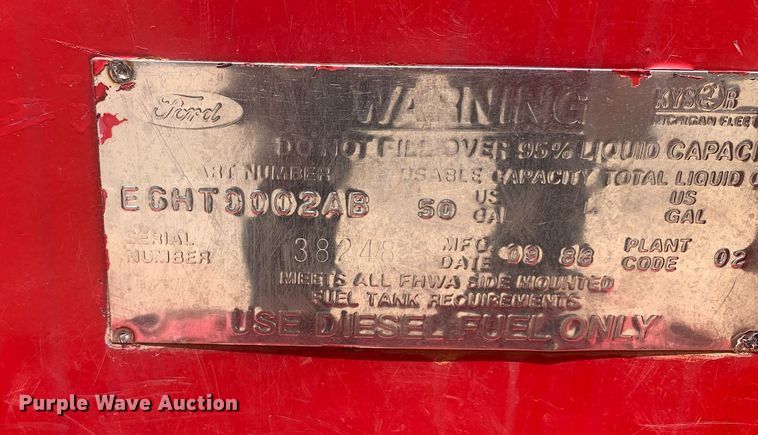 Ford WARNING KYSOR
MICHIGAN FLEET
DO NOT FILL OVER 95% LIQUID CAPACI
ART NUMBER USABLE CAPACITY TOTAL LIQUID C
E6HT9002AB 50 US GAL US GAL
SERIAL NUMBER 38248 MFG. DATE 09 88 PLANT CODE 02
MEETS ALL FHWA SIDE MOUNTED
FUEL TANK REQUIREMENTS
USE DIESEL FUEL ONLY
Purple Wave Auction